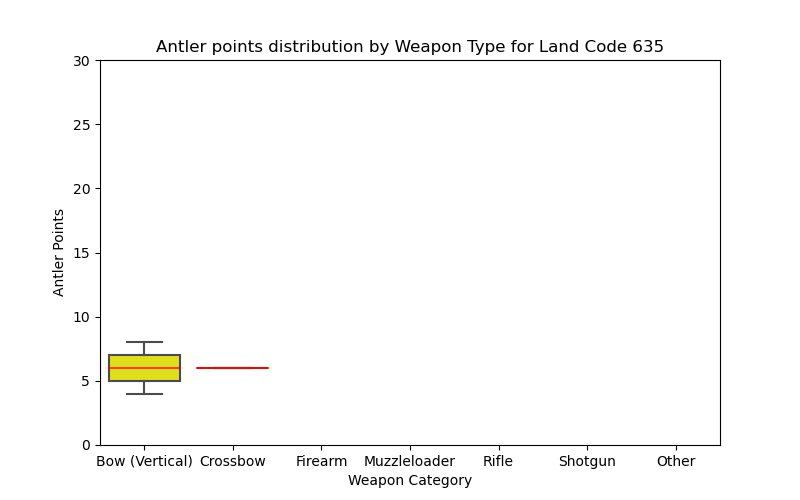 Antler points distribution by Weapon Type for Land Code 635
30
25
20
15
10
5
0
Antler Points
Bow (Vertical) Crossbow Firearm Muzzleloader Rifle Shotgun Other
Weapon Category